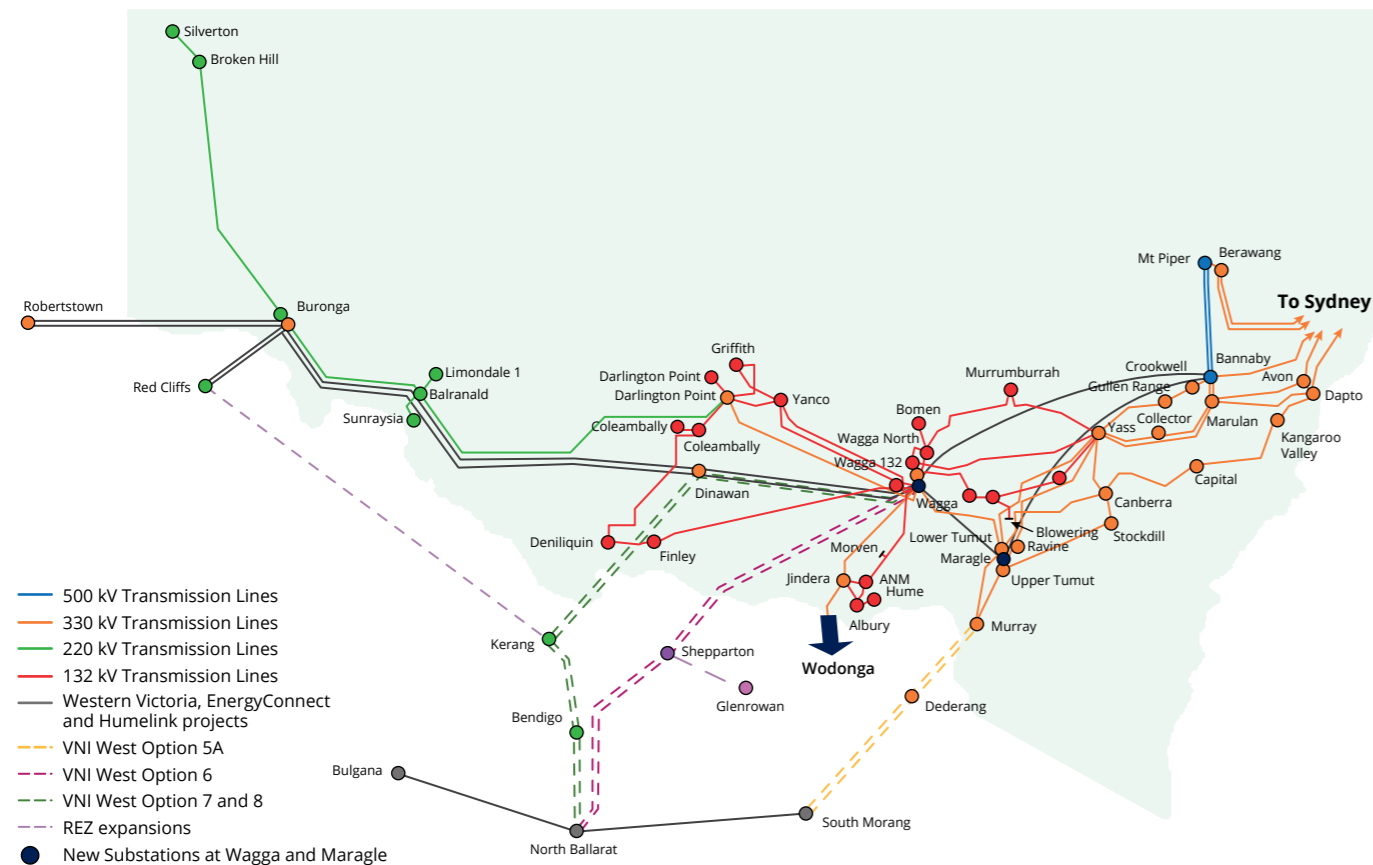 Silverton
Broken Hill
Mt Piper
Berawang
To Sydney
Robertstown
Buronga
Griffith
Crookwell
Bannaby
Red Cliffs
Limondale 1
Balranald
Sunraysia
Darlington Point
Darlington Point
Yanco
Murrumburrah
Gullen Range
Avon
Dapto
Coleambally
Coleambally
Bomen
Wagga North
Wagga 132
Yass
Collector
Marulan
Kangaroo
Valley
Dinawan
Wagga
Canberra
Capital
Deniliquin
Finley
Morven
Lower Tumut
Blowering
Ravine
Stockdill
Maragle
Upper Tumut
Jindera
ANM
Hume
Albury
Murray
Wodonga
Kerang
Shepparton
Glenrowan
Dederang
Bendigo
Bulgana
South Morang
North Ballarat
500 kV Transmission Lines
330 kV Transmission Lines
220 kV Transmission Lines
132 kV Transmission Lines
Western Victoria, EnergyConnect
and Humelink projects
VNI West Option 5A
VNI West Option 6
VNI West Option 7 and 8
REZ expansions
New Substations at Wagga and Maragle